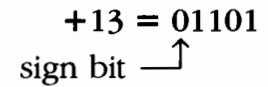 +13 = 01101
sign bit